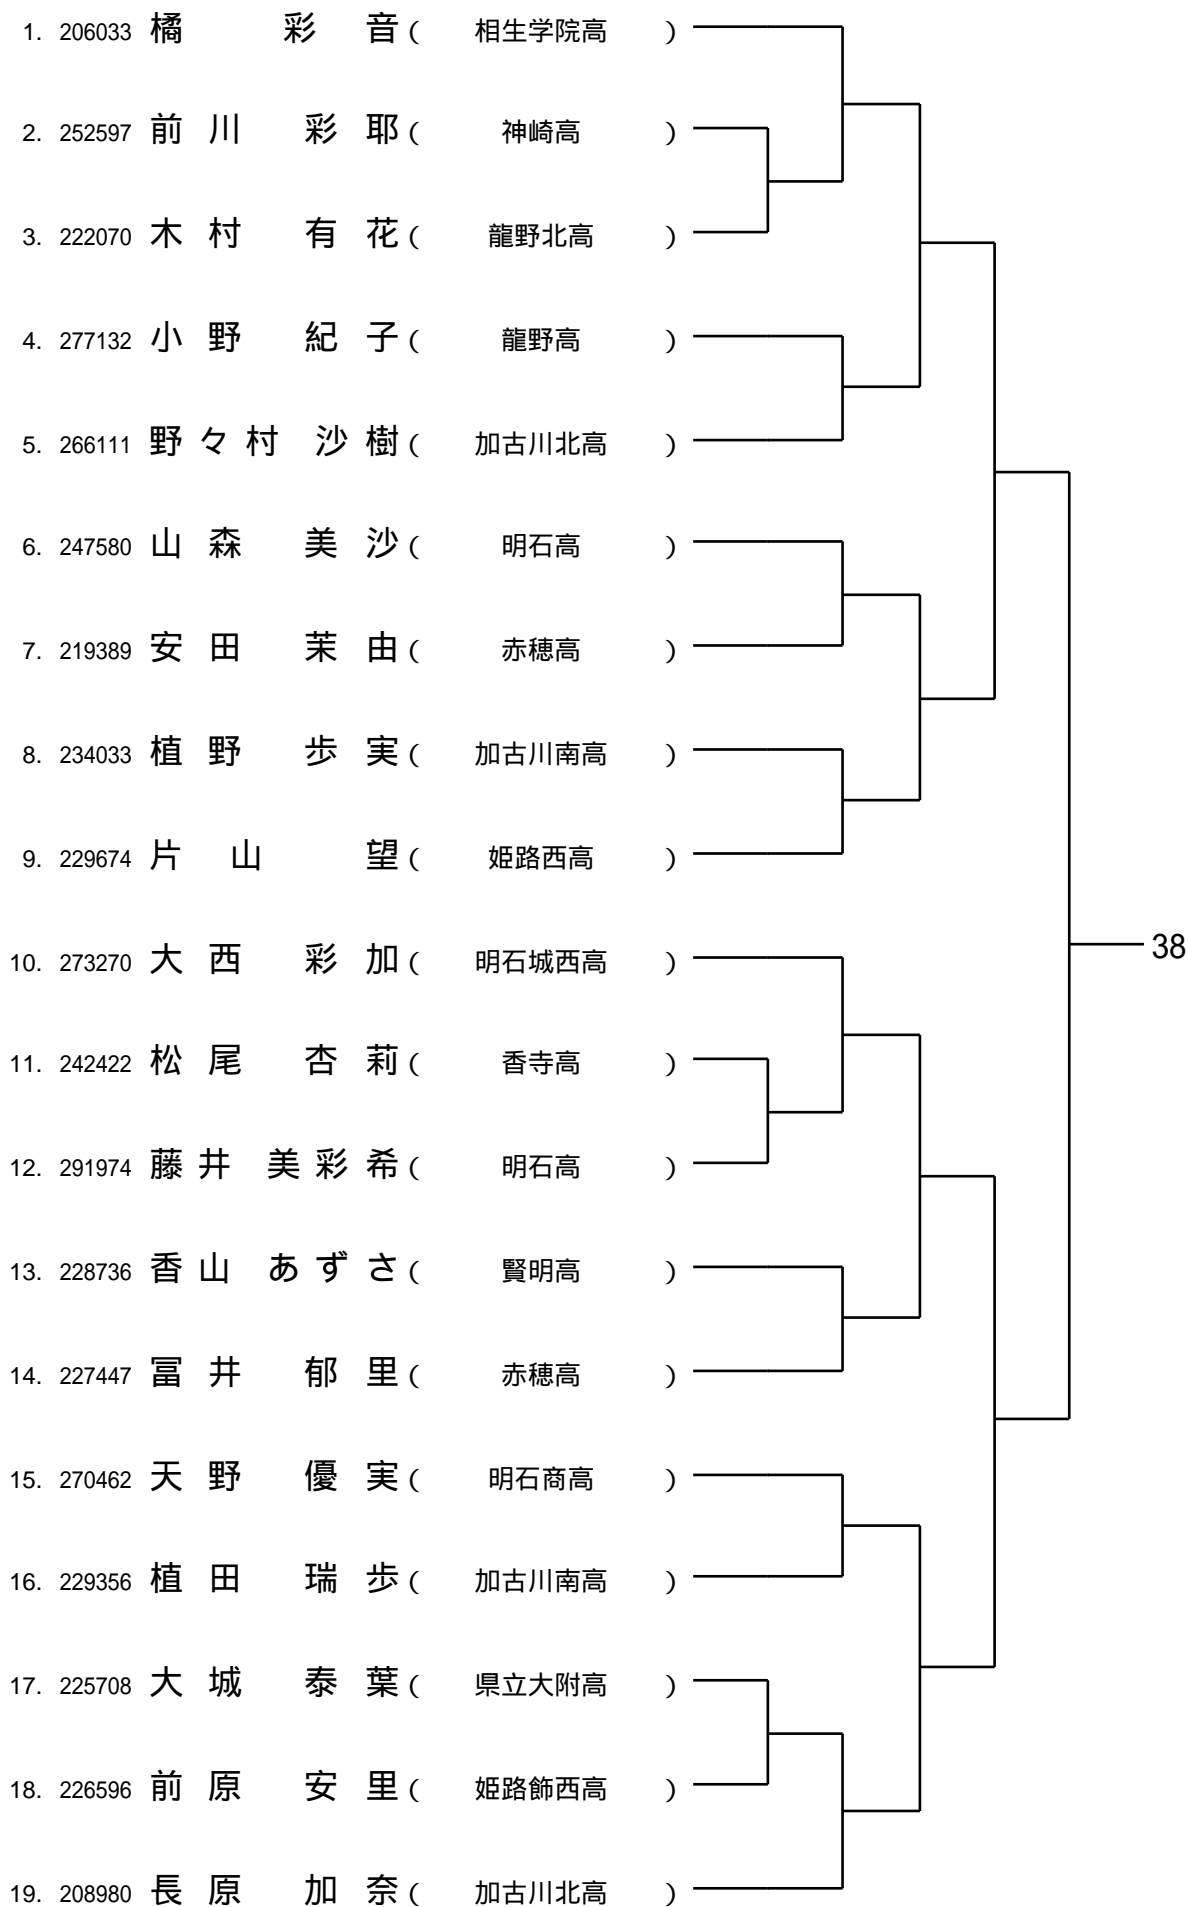 1. 206033 橘 彩 音 ( 相生学院高 )
2. 252597 前 川 彩 耶 ( 神崎高 )
3. 222070 木 村 有 花 ( 龍野北高 )
4. 277132 小 野 紀 子 ( 龍野高 )
5. 266111 野 々 村 沙 樹 ( 加古川北高 )
6. 247580 山 森 美 沙 ( 明石高 )
7. 219389 安 田 茉 由 ( 赤穂高 )
8. 234033 植 野 歩 実 ( 加古川南高 )
9. 229674 片 山 望 ( 姫路西高 )
38
10. 273270 大 西 彩 加 ( 明石城西高 )
11. 242422 松 尾 杏 莉 ( 香寺高 )
12. 291974 藤 井 美 彩 希 ( 明石高 )
13. 228736 香 山 あ ず さ ( 賢明高 )
14. 227447 冨 井 郁 里 ( 赤穂高 )
15. 270462 天 野 優 実 ( 明石商高 )
16. 229356 植 田 瑞 歩 ( 加古川南高 )
17. 225708 大 城 泰 葉 ( 県立大附高 )
18. 226596 前 原 安 里 ( 姫路飾西高 )
19. 208980 長 原 加 奈 ( 加古川北高 )